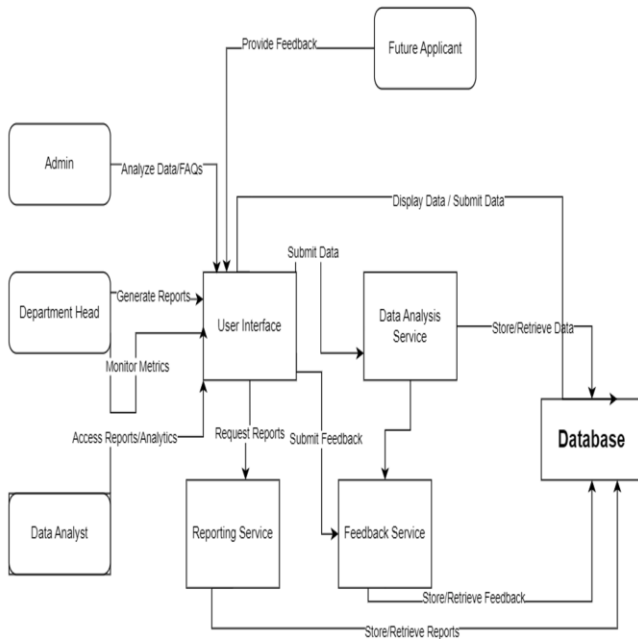 Provide Feedback
Future Applicant
Admin
Analyze Data/FAQs
Display Data / Submit Data
Submit Data
Department Head
Generate Reports
User Interface
Data Analysis
Service
Store/Retrieve Data
Monitor Metrics
Access Reports/Analytics
Request Reports
Submit Feedback
Database
Data Analyst
Reporting Service
Feedback Service
Store/Retrieve Feedback
Store/Retrieve Reports